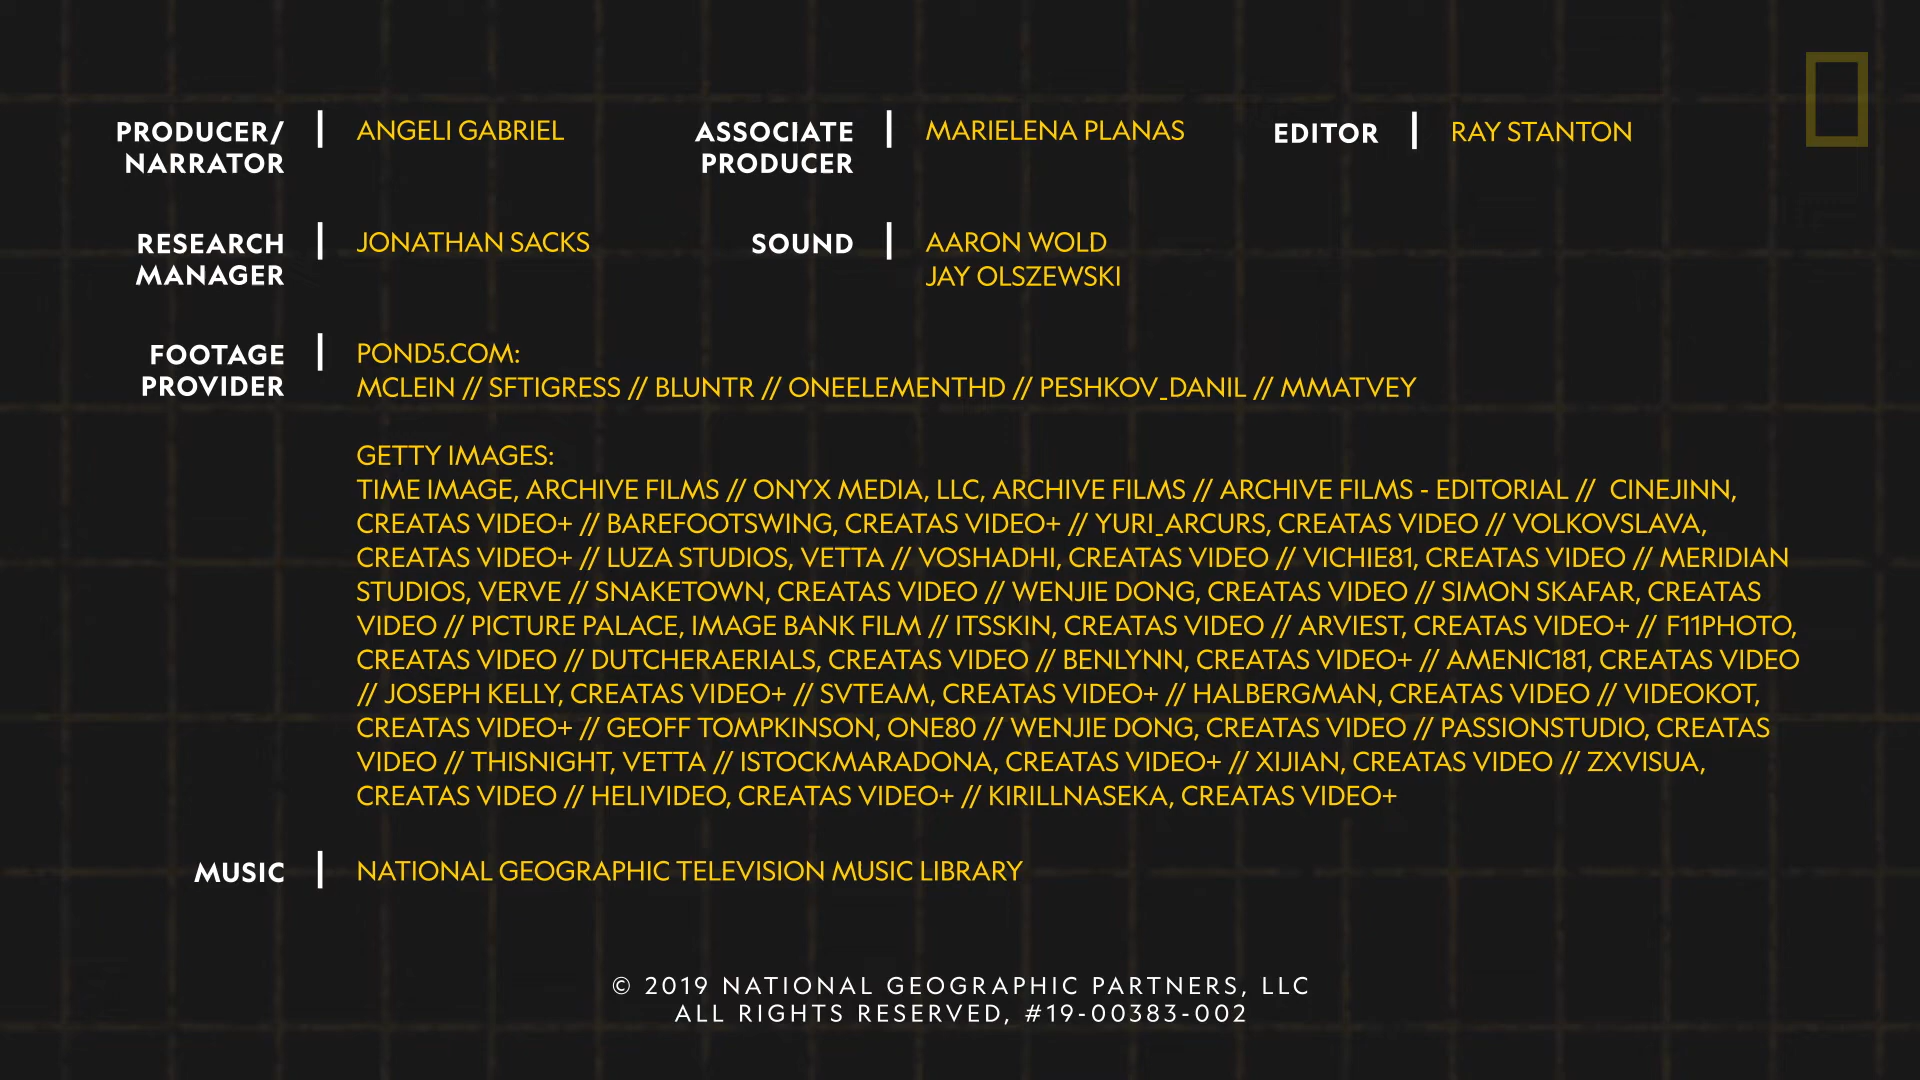 PRODUCER/ | ANGELI GABRIEL
NARRATOR
ASSOCIATE | MARIELENA PLANAS
PRODUCER
EDITOR | RAY STANTON
RESEARCH | JONATHAN SACKS
MANAGER
SOUND | AARON WOLD
JAY OLSZEWSKI
FOOTAGE | POND5.COM:
PROVIDER MCLEIN // SFTIGRESS // BLUNTR // ONEELEMENTHD // PESHKOV_DANIL // MMATVEY
GETTY IMAGES:
TIME IMAGE, ARCHIVE FILMS // ONYX MEDIA, LLC, ARCHIVE FILMS // ARCHIVE FILMS - EDITORIAL // CINEJINN,
CREATAS VIDEO+ // BAREFOOTSWING, CREATAS VIDEO+ // YURI_ARCURS, CREATAS VIDEO // VOLKOVSLAVA,
CREATAS VIDEO+ // LUZA STUDIOS, VETTA // VOSHADHI, CREATAS VIDEO // VICHIE81, CREATAS VIDEO // MERIDIAN
STUDIOS, VERVE // SNAKETOWN, CREATAS VIDEO // WENJIE DONG, CREATAS VIDEO // SIMON SKAFAR, CREATAS
VIDEO // PICTURE PALACE, IMAGE BANK FILM // ITSSKIN, CREATAS VIDEO // ARVIEST, CREATAS VIDEO+ // F11PHOTO,
CREATAS VIDEO // DUTCHERAERIALS, CREATAS VIDEO // BENLYNN, CREATAS VIDEO+ // AMENIC181, CREATAS VIDEO
// JOSEPH KELLY, CREATAS VIDEO+ // SVTEAM, CREATAS VIDEO+ // HALBERGMAN, CREATAS VIDEO // VIDEOKOT,
CREATAS VIDEO+ // GEOFF TOMPKINSON, ONE80 // WENJIE DONG, CREATAS VIDEO // PASSIONSTUDIO, CREATAS
VIDEO // THISNIGHT, VETTA // ISTOCKMARADONA, CREATAS VIDEO+ // XIJIAN, CREATAS VIDEO // ZXVISUA,
CREATAS VIDEO // HELIVIDEO, CREATAS VIDEO+ // KIRILLNASEKA, CREATAS VIDEO+
MUSIC | NATIONAL GEOGRAPHIC TELEVISION MUSIC LIBRARY
© 2019 NATIONAL GEOGRAPHIC PARTNERS, LLC
ALL RIGHTS RESERVED, #19-00383-002